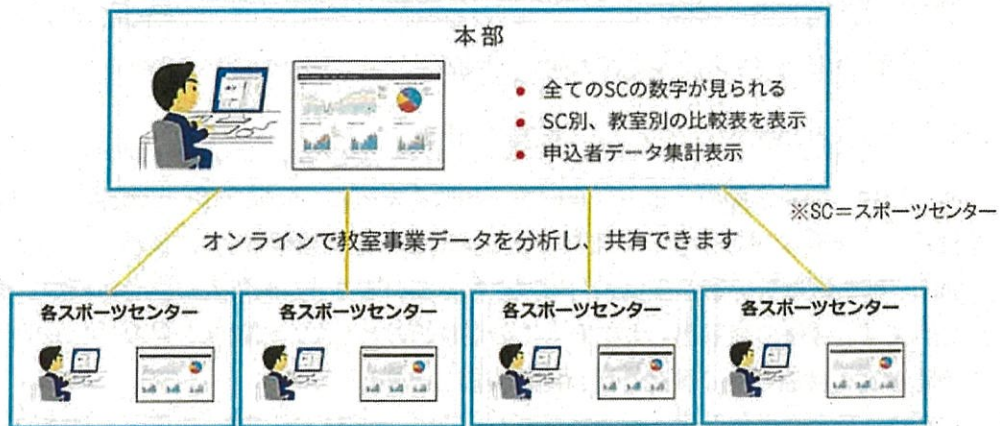 本部
● 全てのSCの数字が見られる
● SC別、教室別の比較表を表示
● 申込者データ集計表示
※SC＝スポーツセンター
オンラインで教室事業データを分析し、共有できます
各スポーツセンター
各スポーツセンター
各スポーツセンター
各スポーツセンター